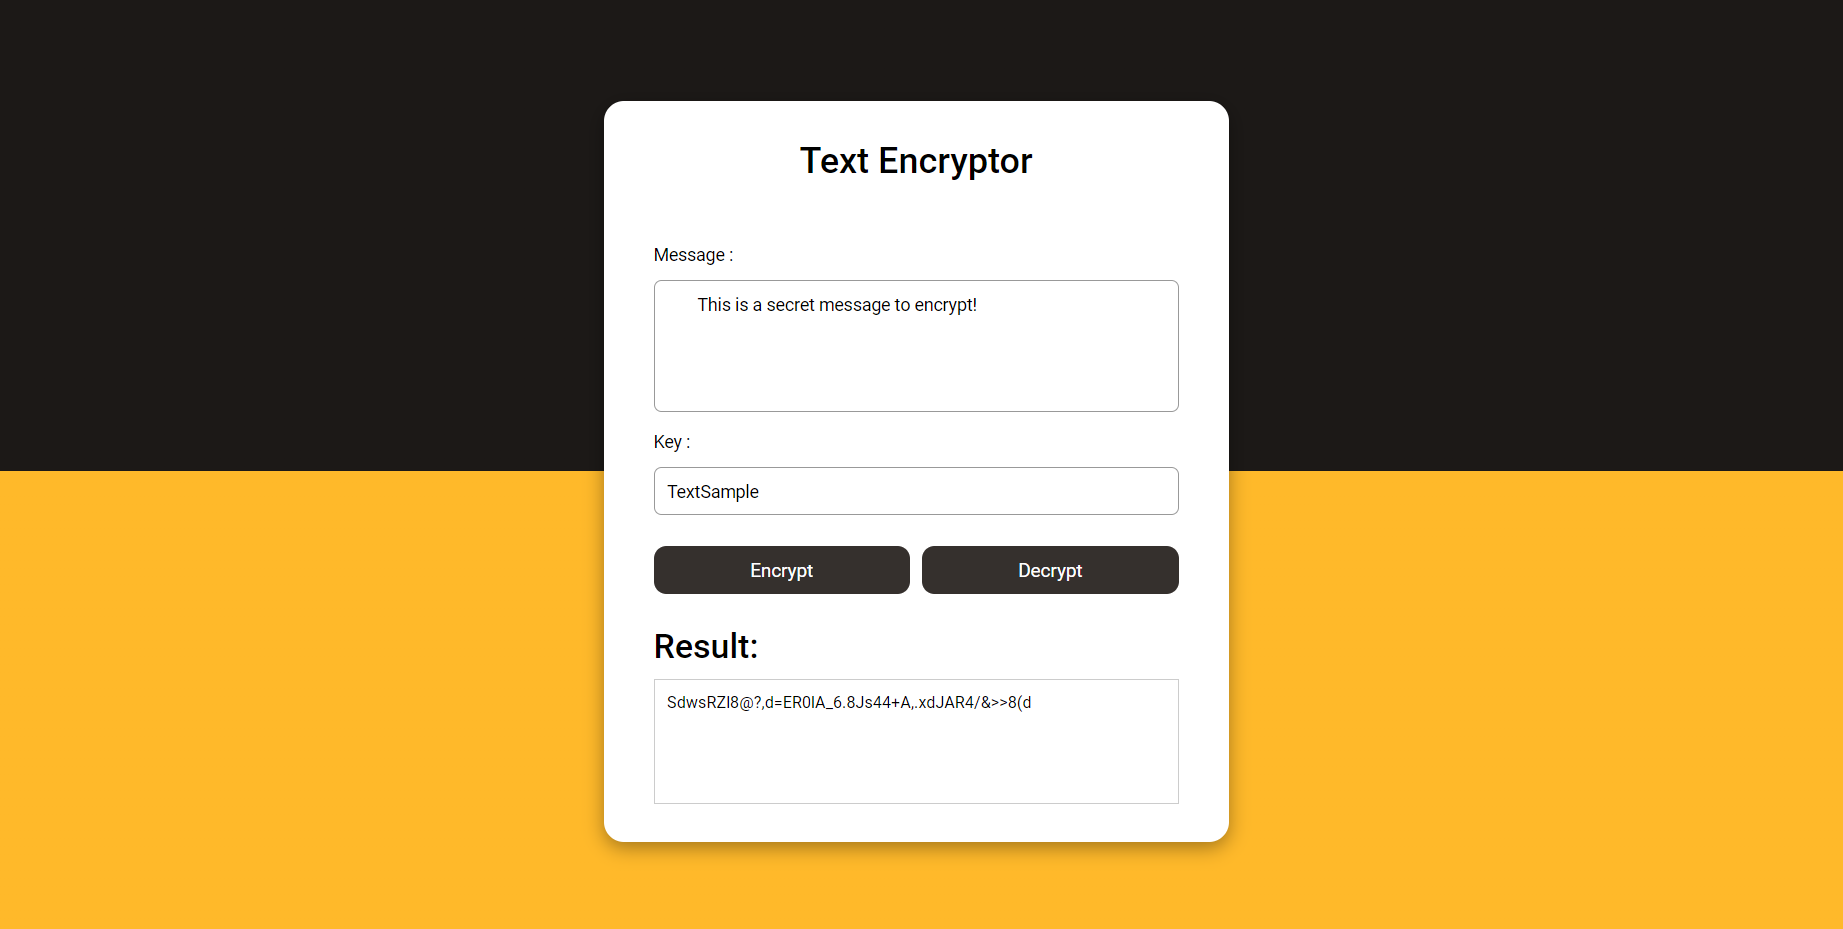 Text Encryptor
Message :
This is a secret message to encrypt!
Key :
TextSample
Encrypt Decrypt
Result:
SdwsRZI8@?,d=ER0IA_6.8Js44+A,.xdJAR4/&>>8(d